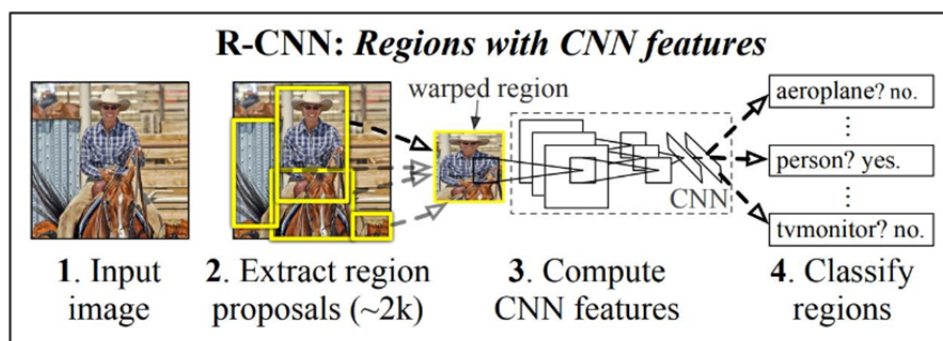 R-CNN: Regions with CNN features
warped region
aeroplane? no.
person? yes.
tvmonitor? no.
CNN
1. Input
image
2. Extract region
proposals (~2k)
3. Compute
CNN features
4. Classify
regions